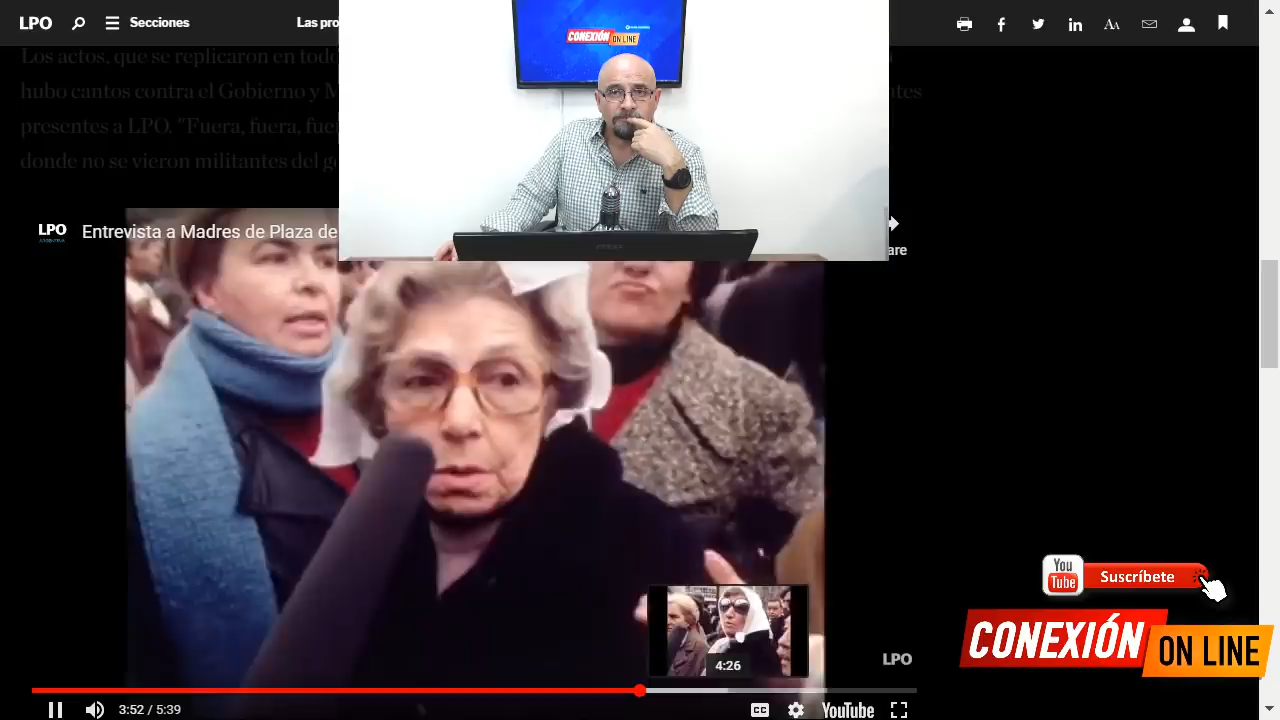 LPO
Secciones
Las pro
Los actos, que se replicaron en todo
hubo cantos contra el Gobierno y M
presentes a LPO. "Fuera, fuera, fue
donde no se vieron militantes del g
CONEXIÓN ON LINE
LPO
Entrevista a Madres de Plaza de
are
4:26
LPO
3:52 / 5:39
CC
YouTube
You
Tube
Suscríbete
CONEXIÓN
ON LINE